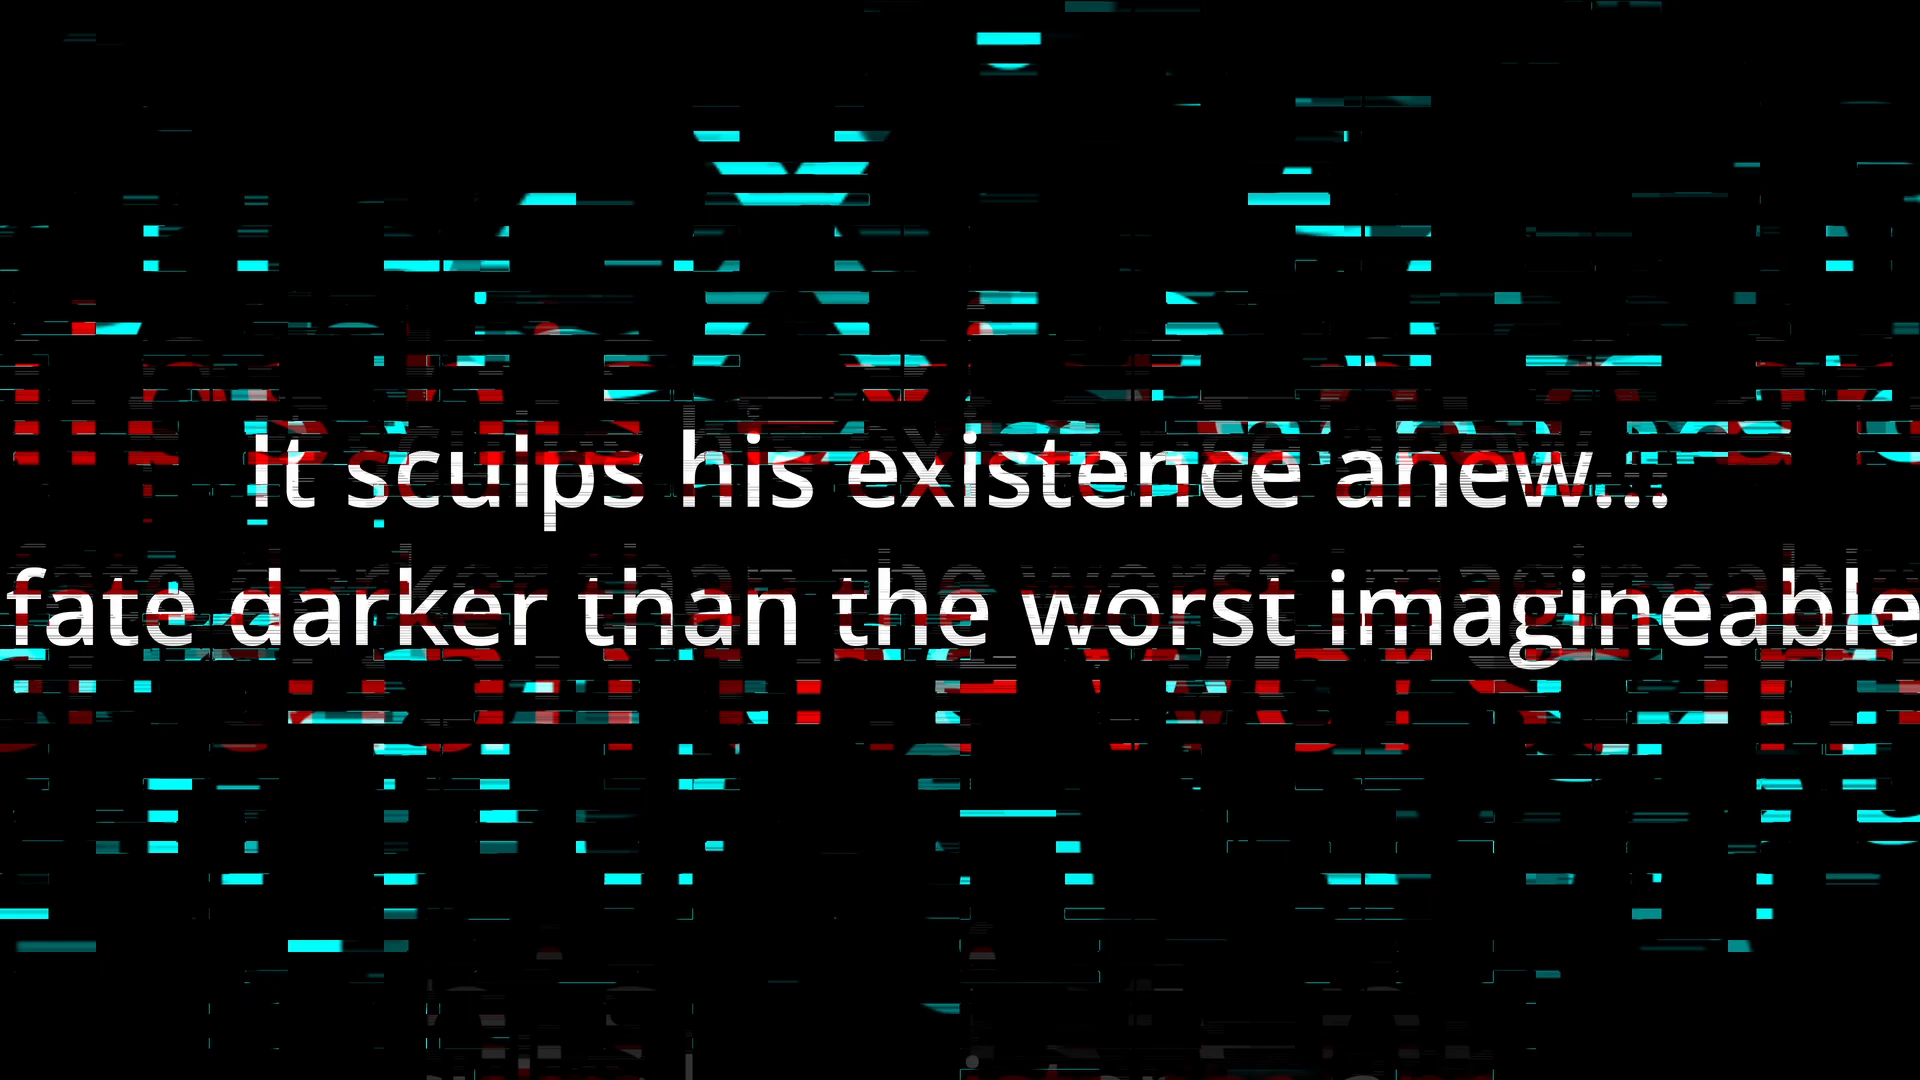 It sculps his existence anew...
fate darker than the worst imagineable